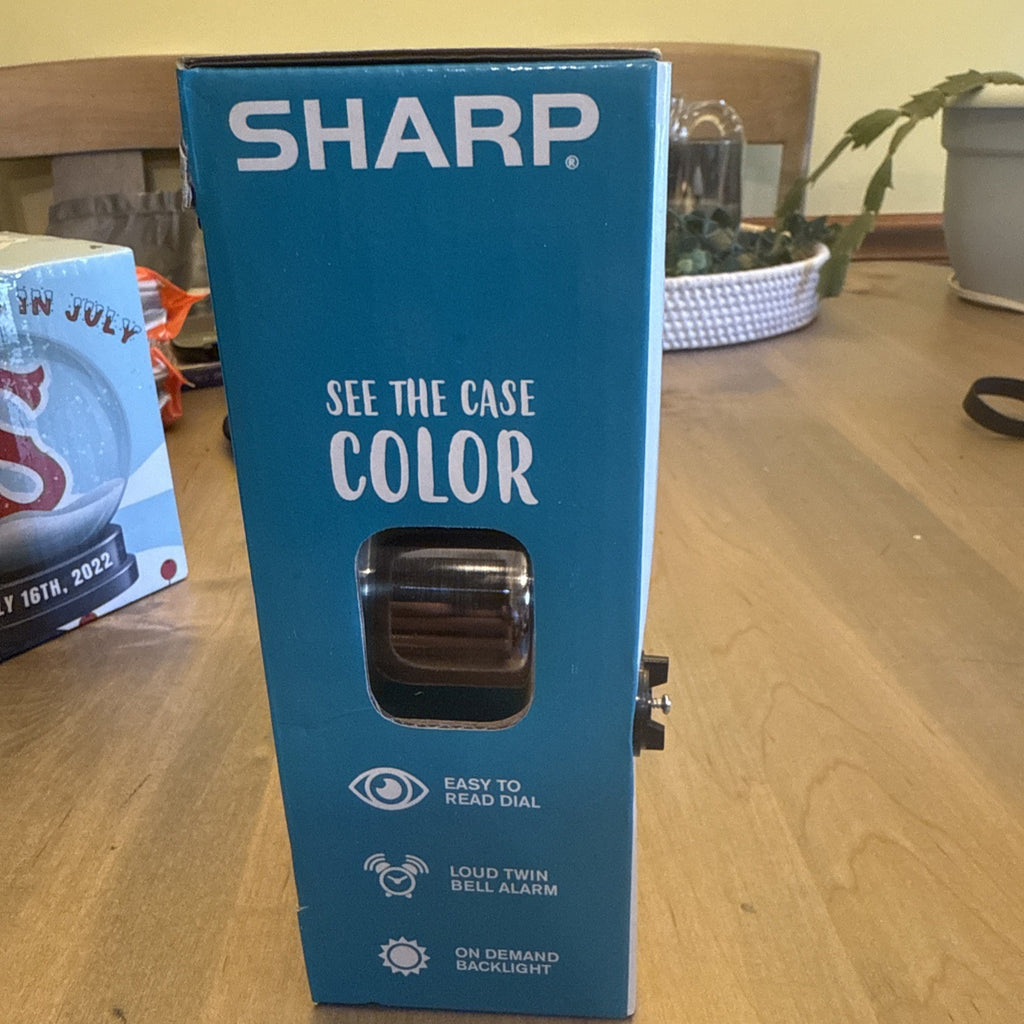 SHARP®
SEE THE CASE
COLOR
EASY TO
READ DIAL
LOUD TWIN
BELL ALARM
ON DEMAND
BACKLIGHT
IN JULY
S
LY 16TH, 2022